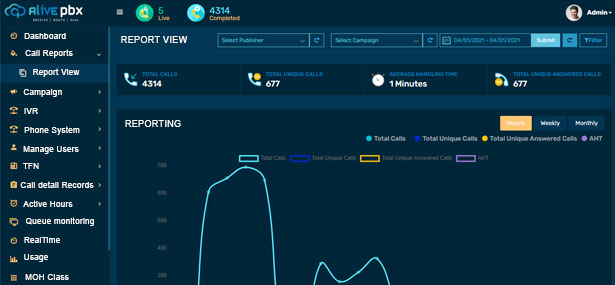 ALive pbx
RECEIVE | ROUTE | DIAL
5
Live
4314
Completed
Admin
Dashboard
Call Reports
Report View
Campaign
IVR
Phone System
Manage Users
TFN
Call detail Records
Active Hours
Queue monitoring
RealTime
Usage
MOH Class
REPORT VIEW
Select Publisher
Select Campaign
04/01/2021 - 04/01/2021
Submit
Filter
TOTAL CALLS
4314
TOTAL UNIQUE CALLS
677
AVERAGE HANDLING TIME
1 Minutes
TOTAL UNIQUE ANSWERED CALLS
677
REPORTING
Hourly
Weekly
Monthly
Total Calls
Total Unique Calls
Total Unique Answered Calls
AHT
Total Calls
Total Unique Calls
Total Unique Answered Calls
AHT
700
600
500
400
300